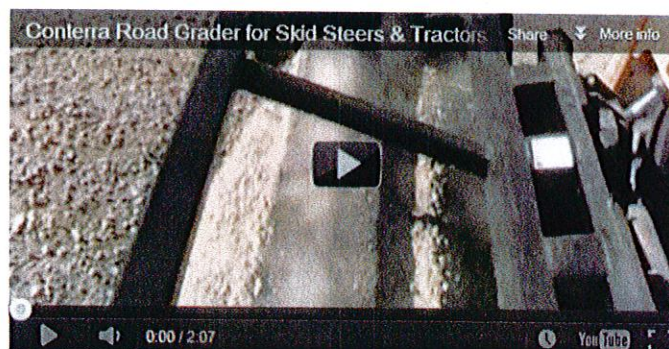 Conterra Road Grader for Skid Steers & Tractors Share More info
0:00 / 2:07 YouTube